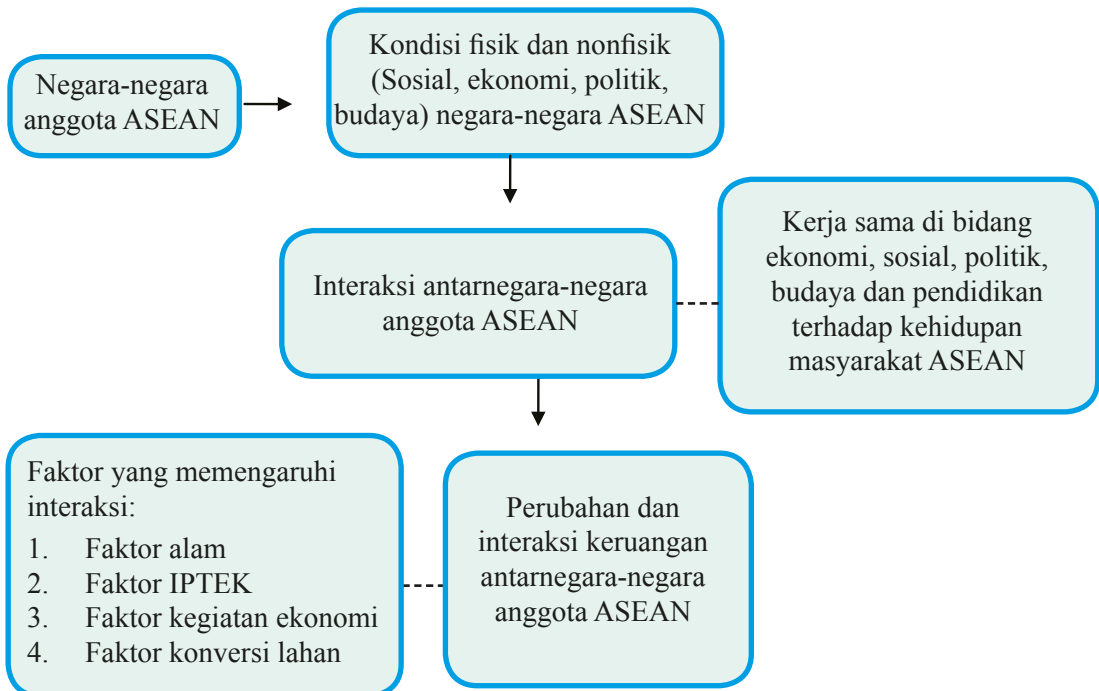 Negara-negara
anggota ASEAN
Kondisi fisik dan nonfisik
(Sosial, ekonomi, politik,
budaya) negara-negara ASEAN
Interaksi antarnegara-negara
anggota ASEAN
Kerja sama di bidang
ekonomi, sosial, politik,
budaya dan pendidikan
terhadap kehidupan
masyarakat ASEAN
Faktor yang memengaruhi
interaksi:
1. Faktor alam
2. Faktor IPTEK
3. Faktor kegiatan ekonomi
4. Faktor konversi lahan
Perubahan dan
interaksi keruangan
antarnegara-negara
anggota ASEAN